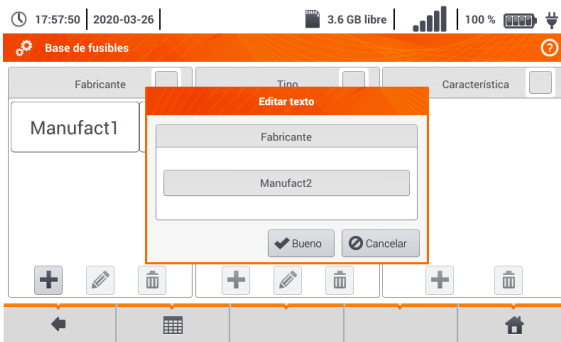 17:57:50 2020-03-26 3.6 GB libre 100 %
Base de fusibles ?
Fabricante Tipo Característica
Editar texto
Manufact1
Fabricante
Manufact2
Bueno Cancelar